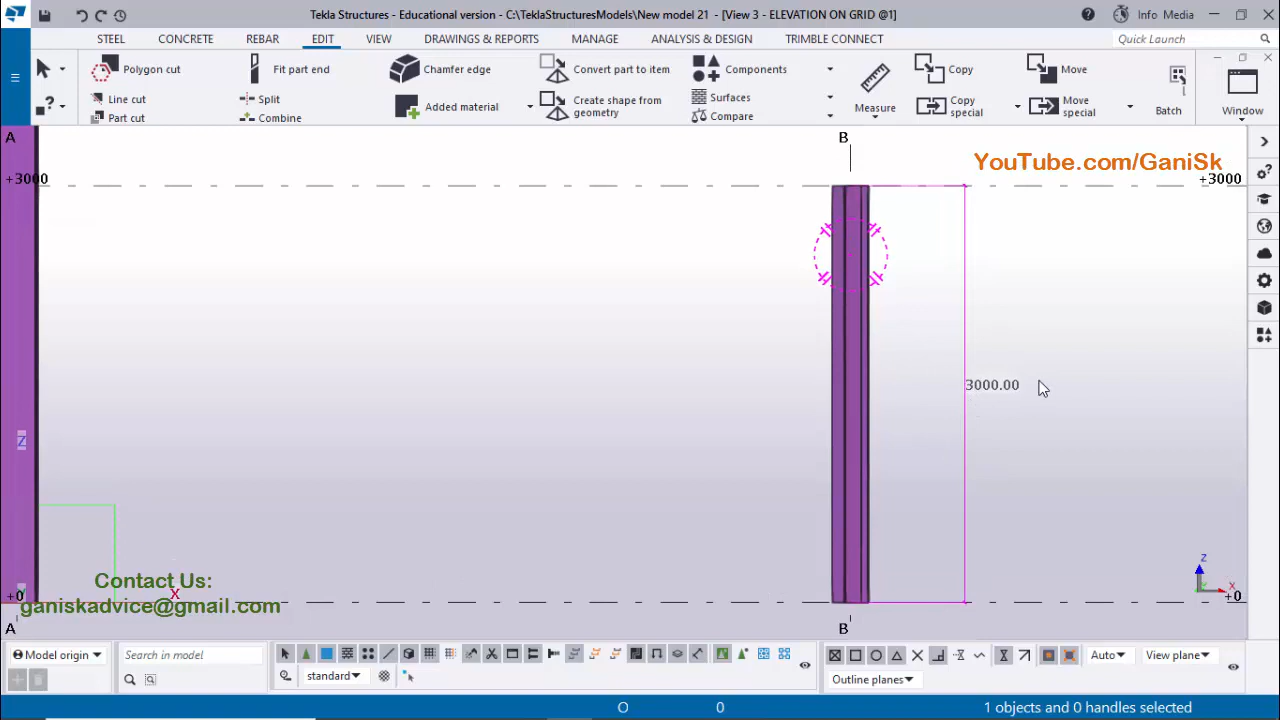 Tekla Structures - Educational version - C:\TeklaStructuresModels\New model 21 - [View 3 - ELEVATION ON GRID @1]
Info Media
STEEL
CONCRETE
REBAR
EDIT
VIEW
DRAWINGS & REPORTS
MANAGE
ANALYSIS & DESIGN
TRIMBLE CONNECT
Quick Launch
Polygon cut
Fit part end
Chamfer edge
Convert part to item
Components
Measure
Copy
Move
Batch
Window
Line cut
Part cut
Split
Combine
Added material
Create shape from
geometry
Surfaces
Compare
Copy
special
Move
special
A
B
YouTube.com/GaniSk
+3000
+3000
3000.00
Z
Z
X
Contact Us:
X
ganiskadvice@gmail.com
+0
+0
A
B
Model origin
Search in model
standard
Auto
View plane
Outline planes
O
0
1 objects and 0 handles selected